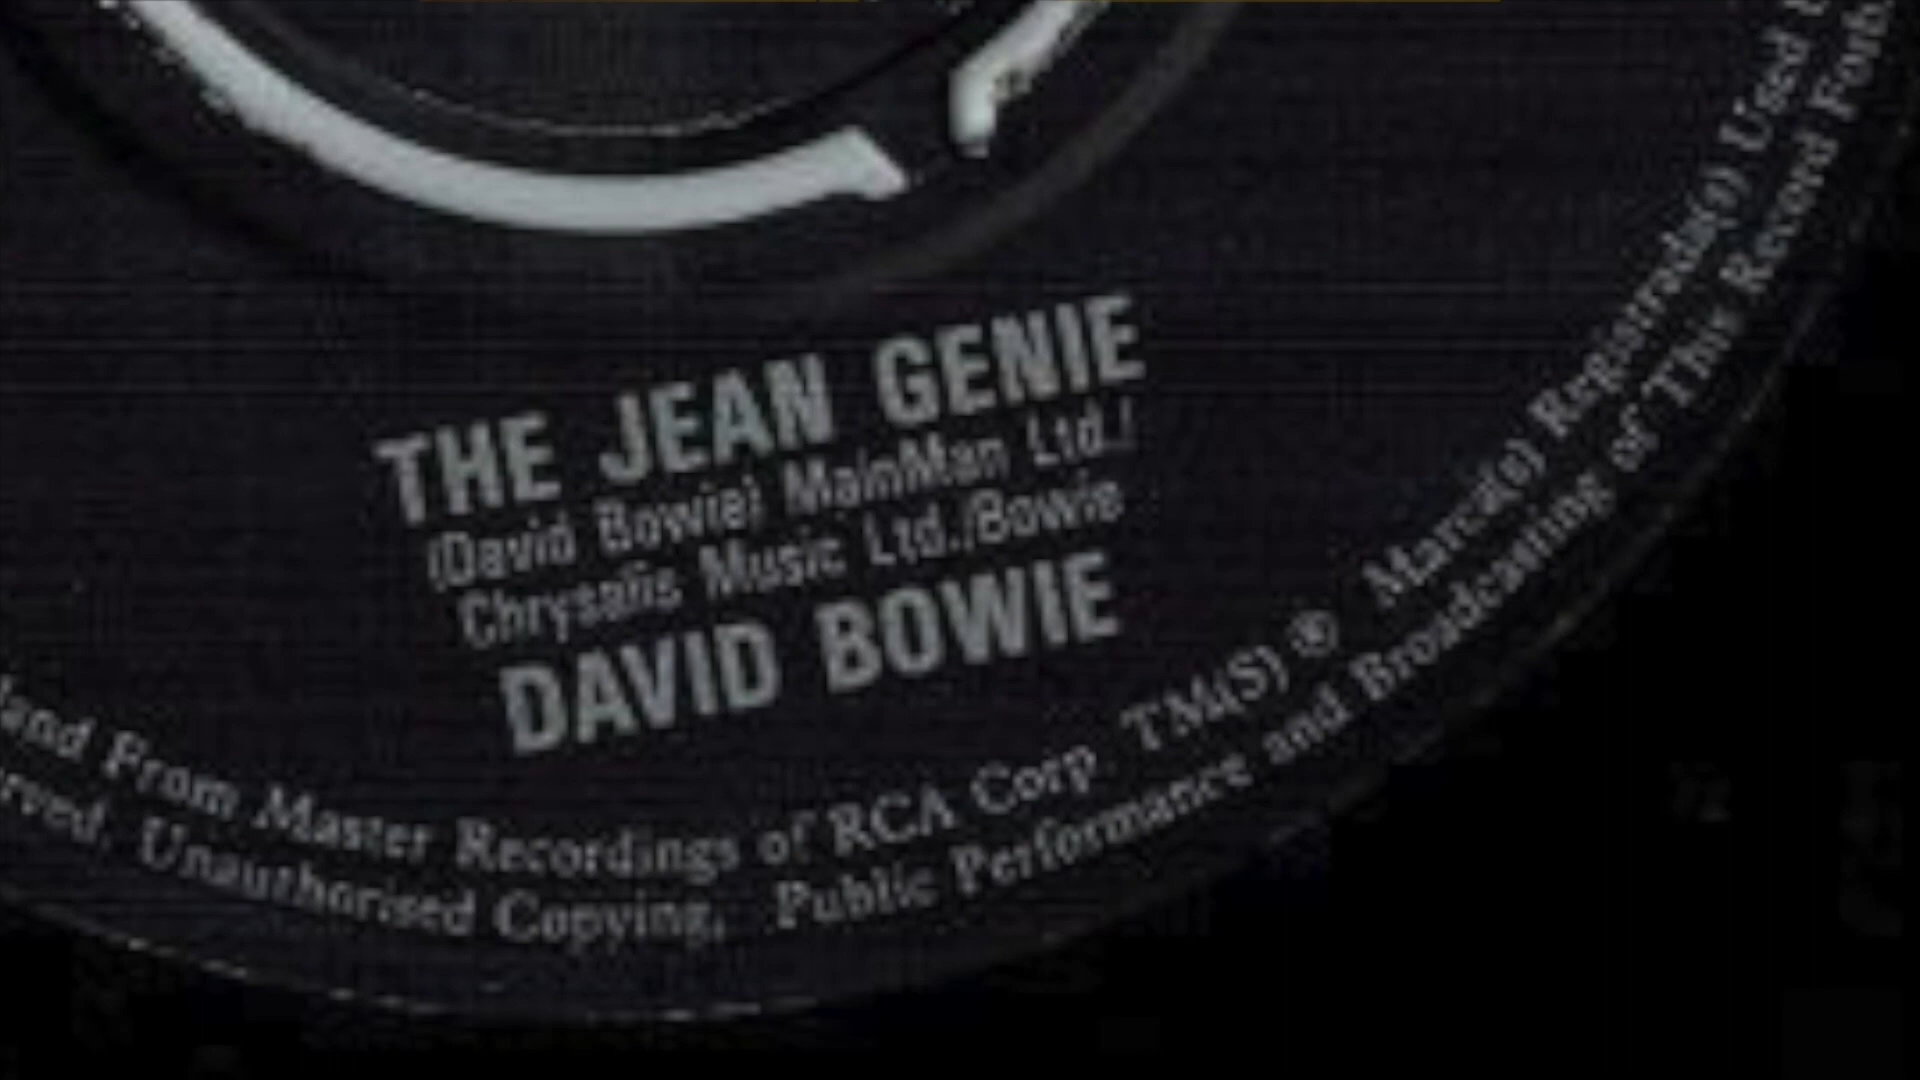 THE JEAN GENIE
(David Bowie) MainMan Ltd./
Chrysalis Music Ltd./Bowie
DAVID BOWIE
and From Master Recordings of RCA Corp. TM(S) ® Marca(s) Registrada(s) Used
Unauthorised Copying, Public Performance and Broadcasting of This Record